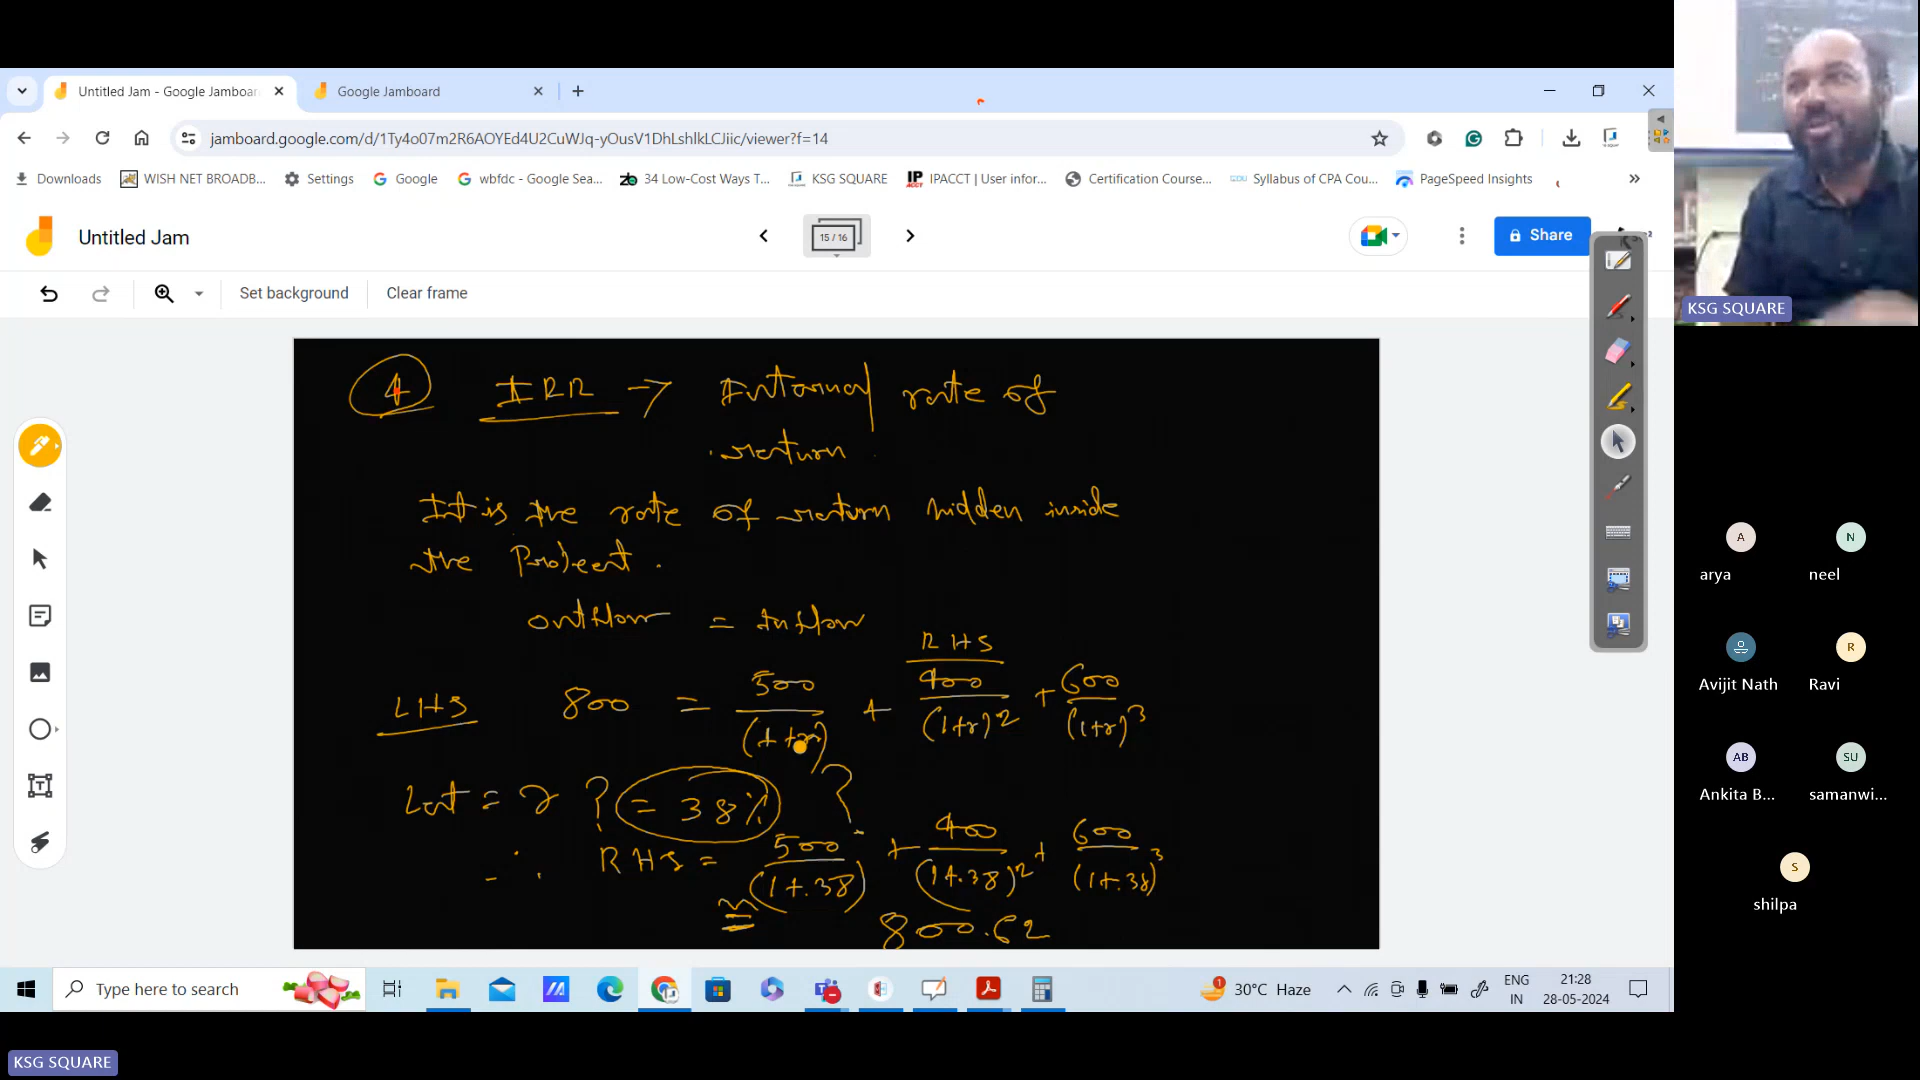 Untitled Jam - Google Jamboar
Google Jamboard
jamboard.google.com/d/1Ty4o07m2R6AOYEd4U2CuWJq-yOusV1DhLshlkLCJiic/viewer?f=14
Downloads
WISH NET BROADB...
Settings
Google
wbfdc - Google Sea...
34 Low-Cost Ways T...
KSG SQUARE
IPACCT | User infor...
Certification Course...
Syllabus of CPA Cou...
PageSpeed Insights
Untitled Jam
15 / 16
Share
Set background
Clear frame
4 IRR → Internal rate of
return
It is the rate of return hidden inside
the Project.
outflow = Inflow
RHS
LHS 800 = 500/(1+r) + 400/(1+r)^2 + 600/(1+r)^3
Let = r ? = 38% ?
∴ RHS = 500/(1+.38) + 400/(1+.38)^2 + 600/(1+.38)^3
800.62
KSG SQUARE
A
arya
N
neel
Avijit Nath
R
Ravi
AB
Ankita B...
SU
samanwi...
S
shilpa
Type here to search
30°C Haze
ENG
IN
21:28
28-05-2024
KSG SQUARE